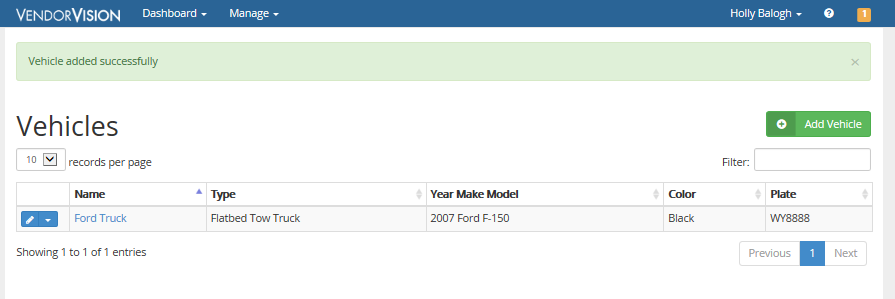 VENDORVISION Dashboard Manage Holly Balogh ? 1
Vehicle added successfully ×
Vehicles
Add Vehicle
10 records per page Filter:
Name Type Year Make Model Color Plate
Ford Truck Flatbed Tow Truck 2007 Ford F-150 Black WY8888
Showing 1 to 1 of 1 entries Previous 1 Next